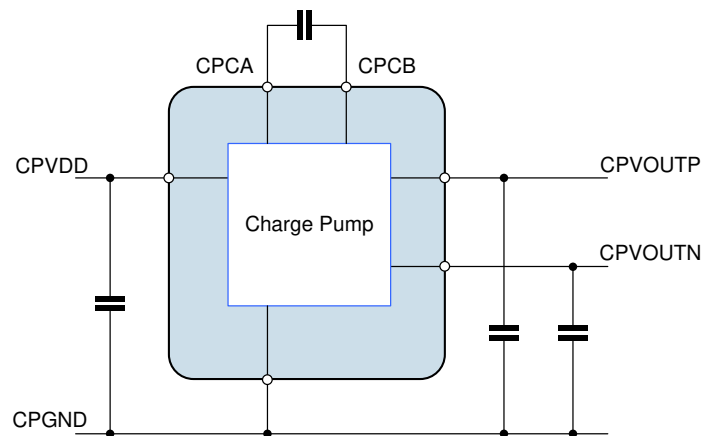 CPCA
CPCB
CPVDD
CPVOUTP
Charge Pump
CPVOUTN
CPGND